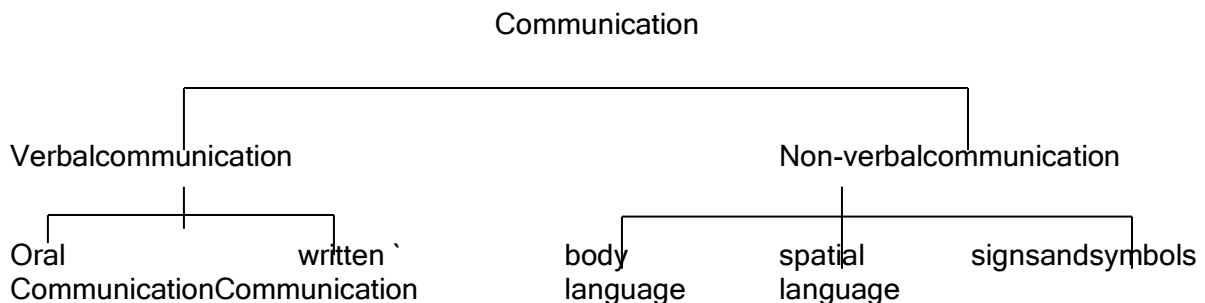 Communication
Verbalcommunication Non-verbalcommunication
Oral written ` body spatial signsandsymbols
CommunicationCommunication language language